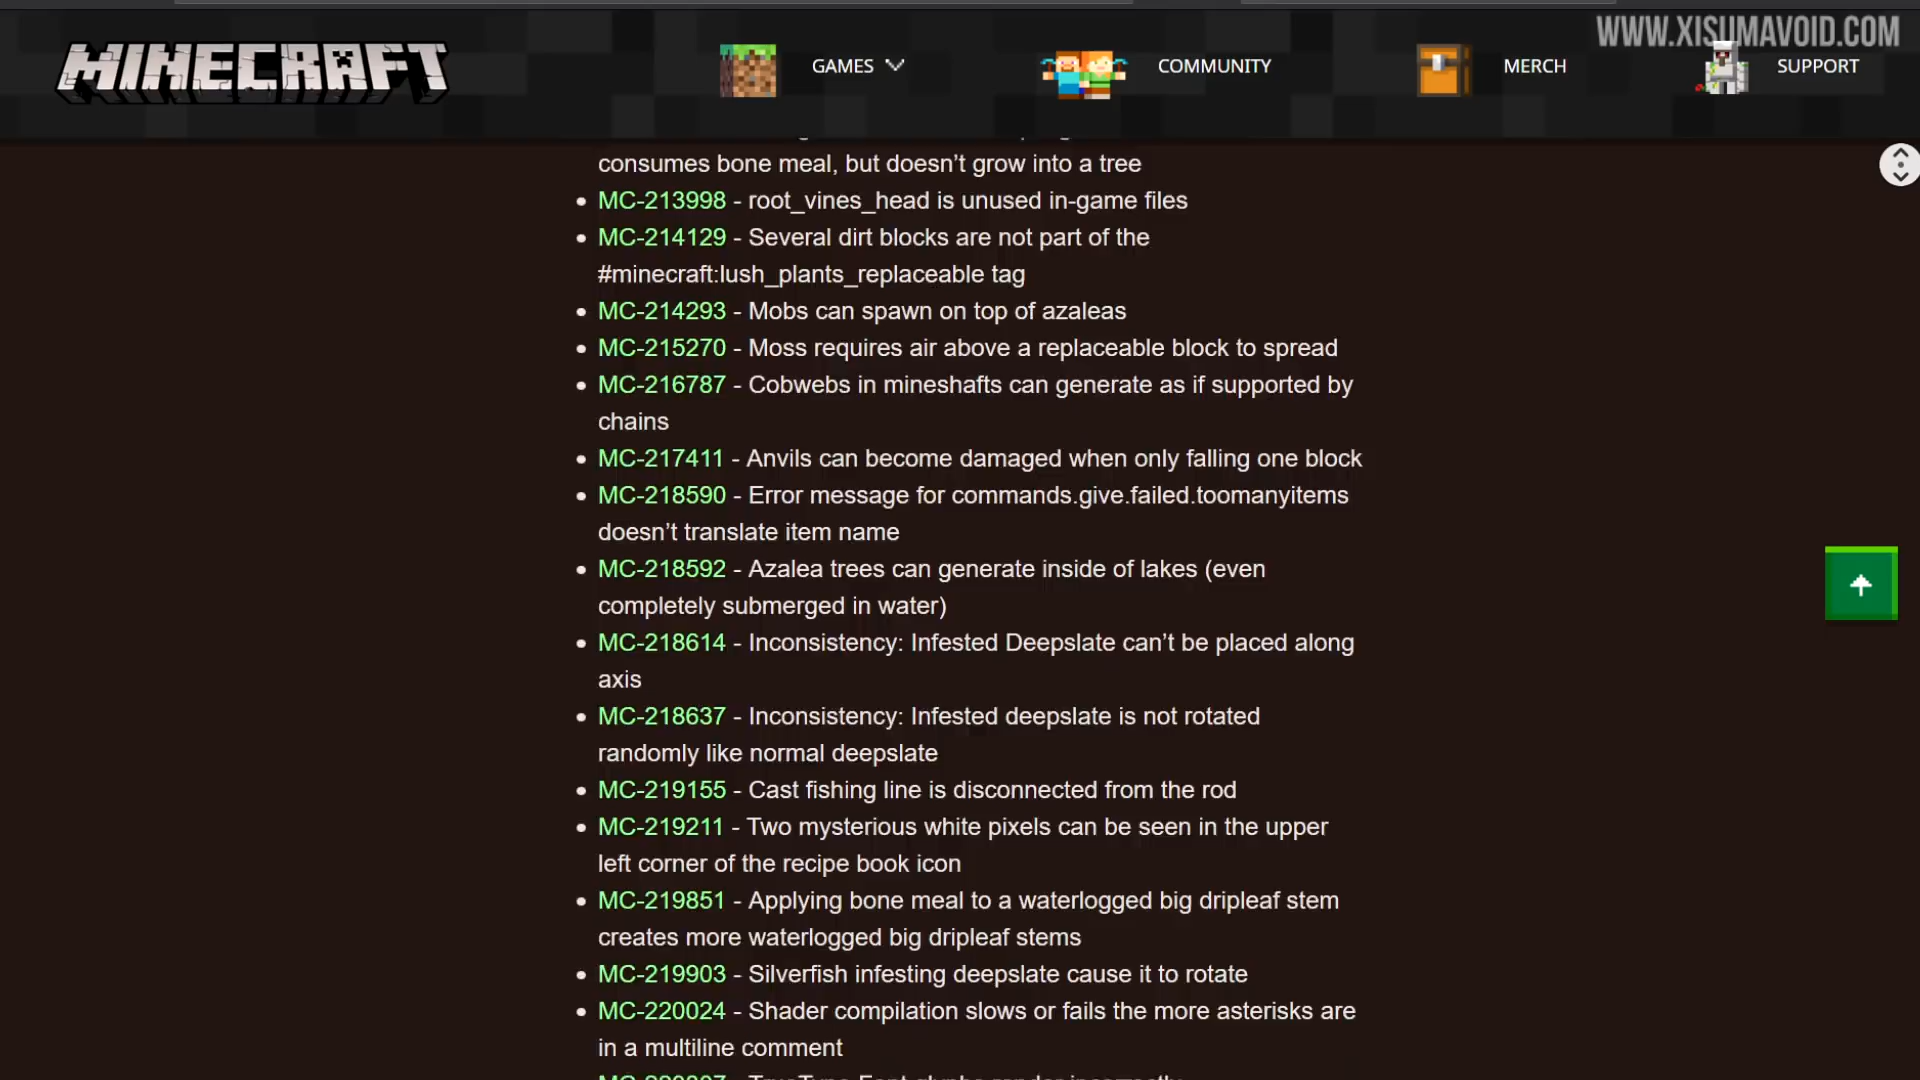 WWW.XISUMAVOID.COM
MINECRAFT
GAMES
COMMUNITY
MERCH
SUPPORT
consumes bone meal, but doesn’t grow into a tree
MC-213998 - root_vines_head is unused in-game files
MC-214129 - Several dirt blocks are not part of the
#minecraft:lush_plants_replaceable tag
MC-214293 - Mobs can spawn on top of azaleas
MC-215270 - Moss requires air above a replaceable block to spread
MC-216787 - Cobwebs in mineshafts can generate as if supported by
chains
MC-217411 - Anvils can become damaged when only falling one block
MC-218590 - Error message for commands.give.failed.toomanyitems
doesn’t translate item name
MC-218592 - Azalea trees can generate inside of lakes (even
completely submerged in water)
MC-218614 - Inconsistency: Infested Deepslate can’t be placed along
axis
MC-218637 - Inconsistency: Infested deepslate is not rotated
randomly like normal deepslate
MC-219155 - Cast fishing line is disconnected from the rod
MC-219211 - Two mysterious white pixels can be seen in the upper
left corner of the recipe book icon
MC-219851 - Applying bone meal to a waterlogged big dripleaf stem
creates more waterlogged big dripleaf stems
MC-219903 - Silverfish infesting deepslate cause it to rotate
MC-220024 - Shader compilation slows or fails the more asterisks are
in a multiline comment